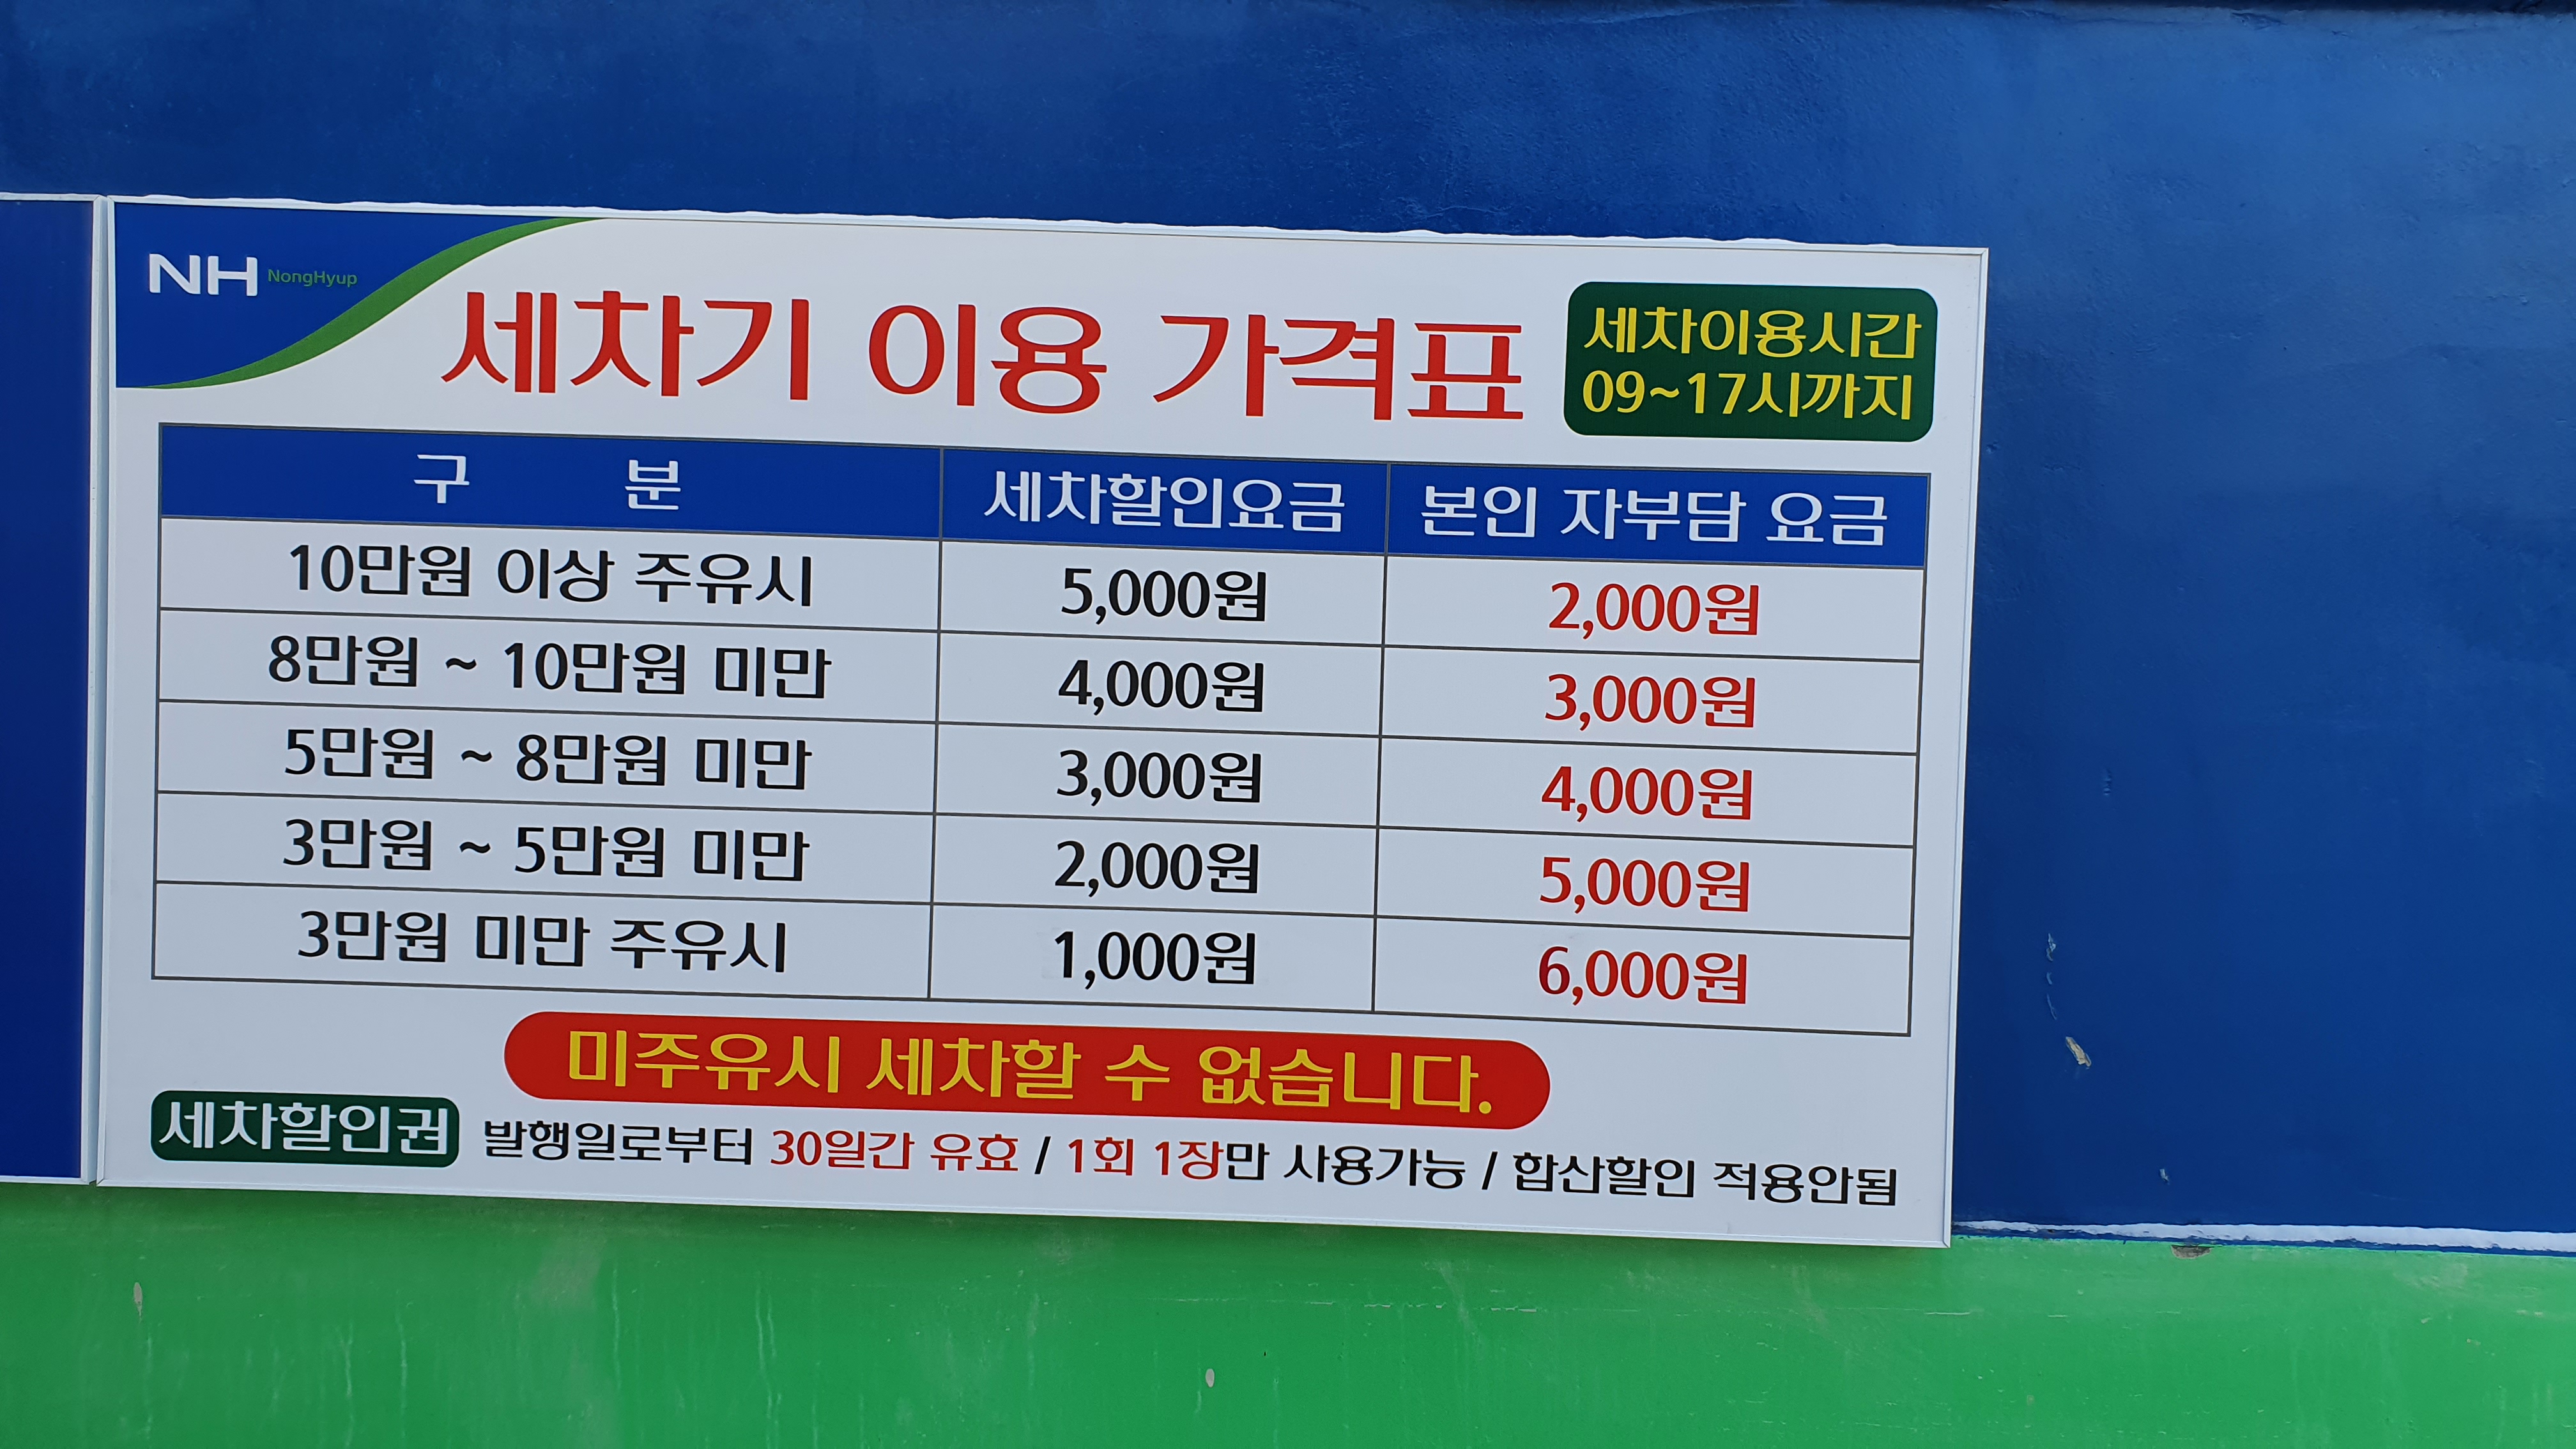 NH NongHyup
세차기 이용 가격표
세차이용시간
09~17시까지
구 분 세차할인요금 본인 자부담 요금
10만원 이상 주유시 5,000원 2,000원
8만원 ~ 10만원 미만 4,000원 3,000원
5만원 ~ 8만원 미만 3,000원 4,000원
3만원 ~ 5만원 미만 2,000원 5,000원
3만원 미만 주유시 1,000원 6,000원
미주유시 세차할 수 없습니다.
세차할인권 발행일로부터 30일간 유효 / 1회 1장만 사용가능 / 합산할인 적용안됨